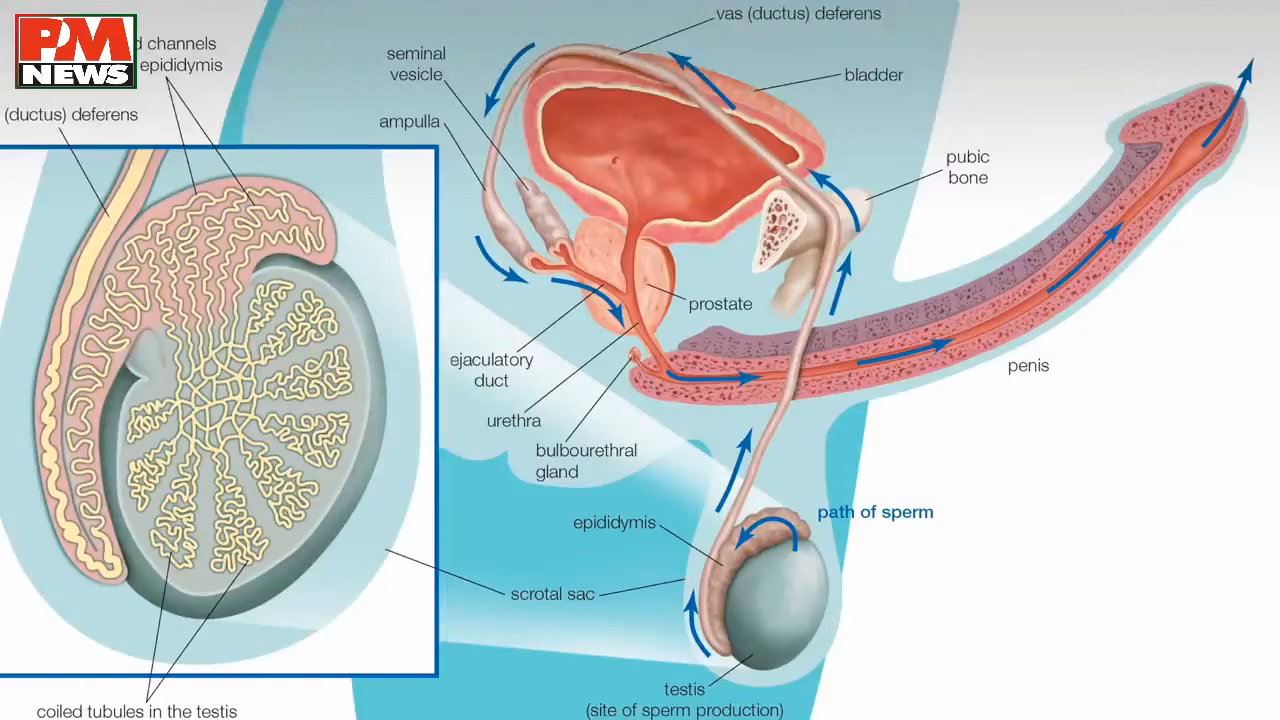 PM
NEWS
d channels
epididymis
(ductus) deferens
coiled tubules in the testis
vas (ductus) deferens
seminal
vesicle
bladder
ampulla
pubic
bone
prostate
ejaculatory
duct
penis
urethra
bulbourethral
gland
epididymis
path of sperm
scrotal sac
testis
(site of sperm production)